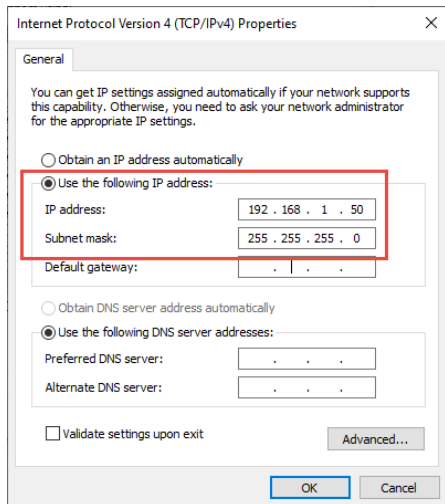 Internet Protocol Version 4 (TCP/IPv4) Properties
General
You can get IP settings assigned automatically if your network supports
this capability. Otherwise, you need to ask your network administrator
for the appropriate IP settings.
Obtain an IP address automatically
Use the following IP address:
IP address: 192 . 168 . 1 . 50
Subnet mask: 255 . 255 . 255 . 0
Default gateway: . . .
Obtain DNS server address automatically
Use the following DNS server addresses:
Preferred DNS server: . . .
Alternate DNS server: . . .
Validate settings upon exit
Advanced...
OK Cancel